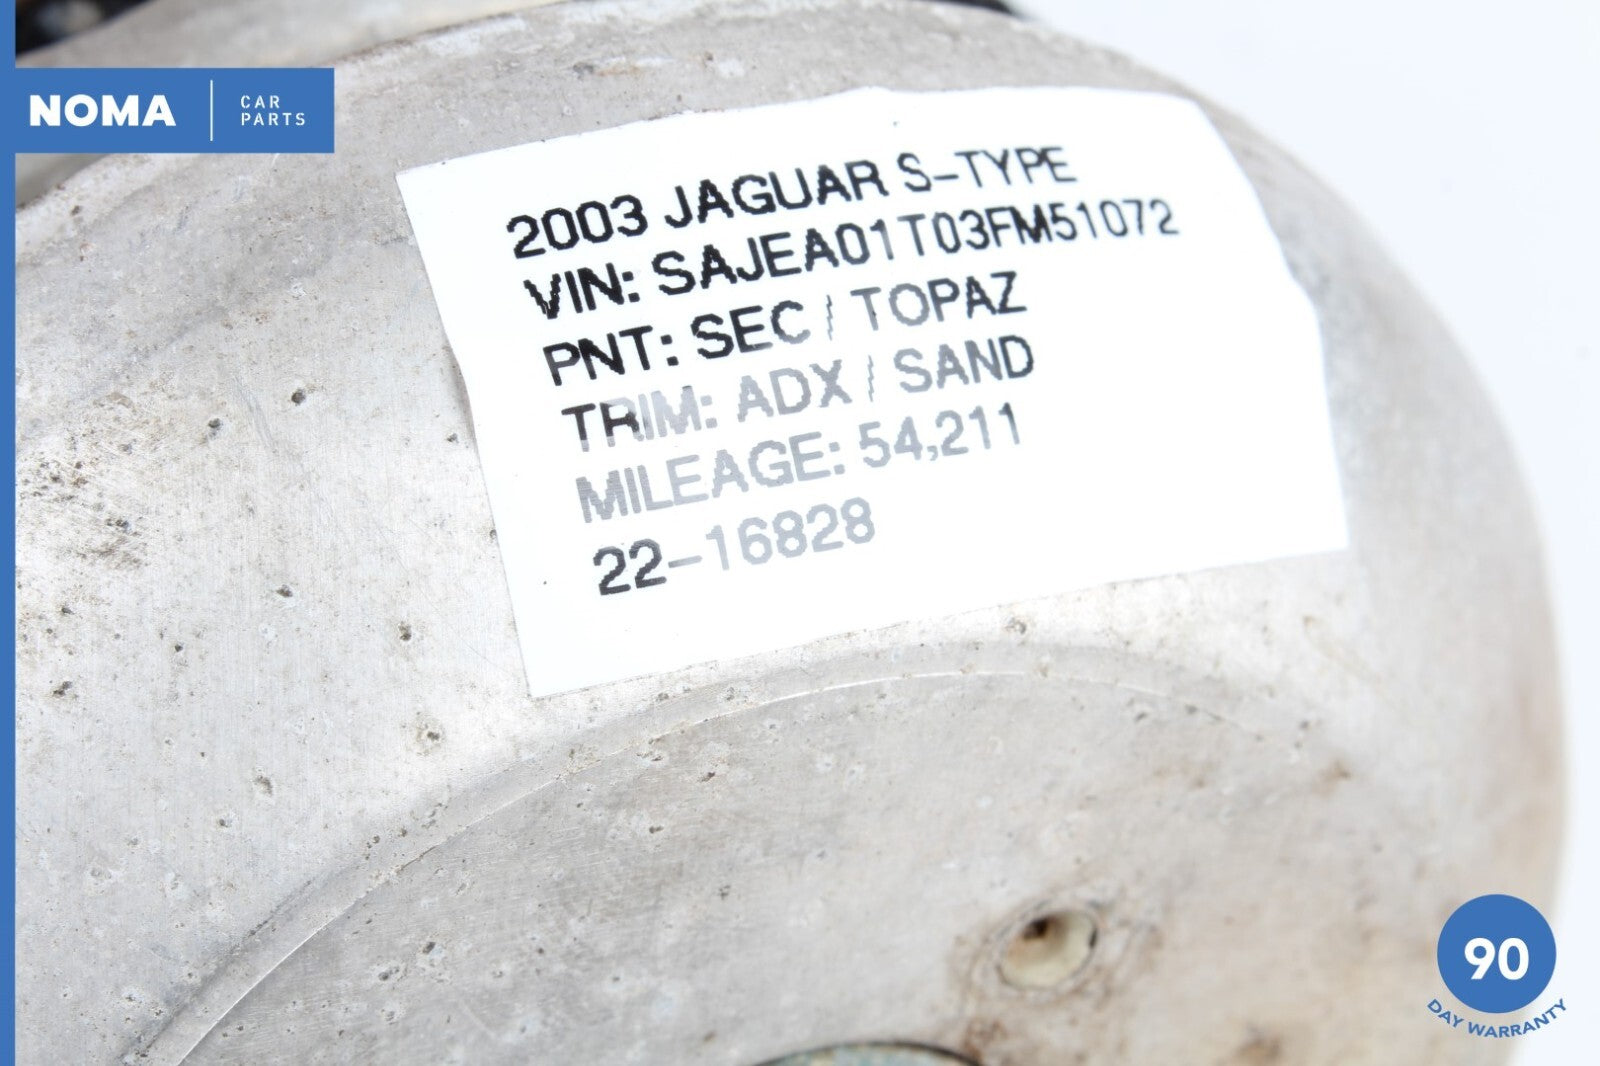 NOMA
CAR
PARTS
2003 JAGUAR S-TYPE
VIN: SAJEA01T03FM51072
PNT: SEC / TOPAZ
TRIM: ADX / SAND
MILEAGE: 54,211
22-16828
90
DAY WARRANTY